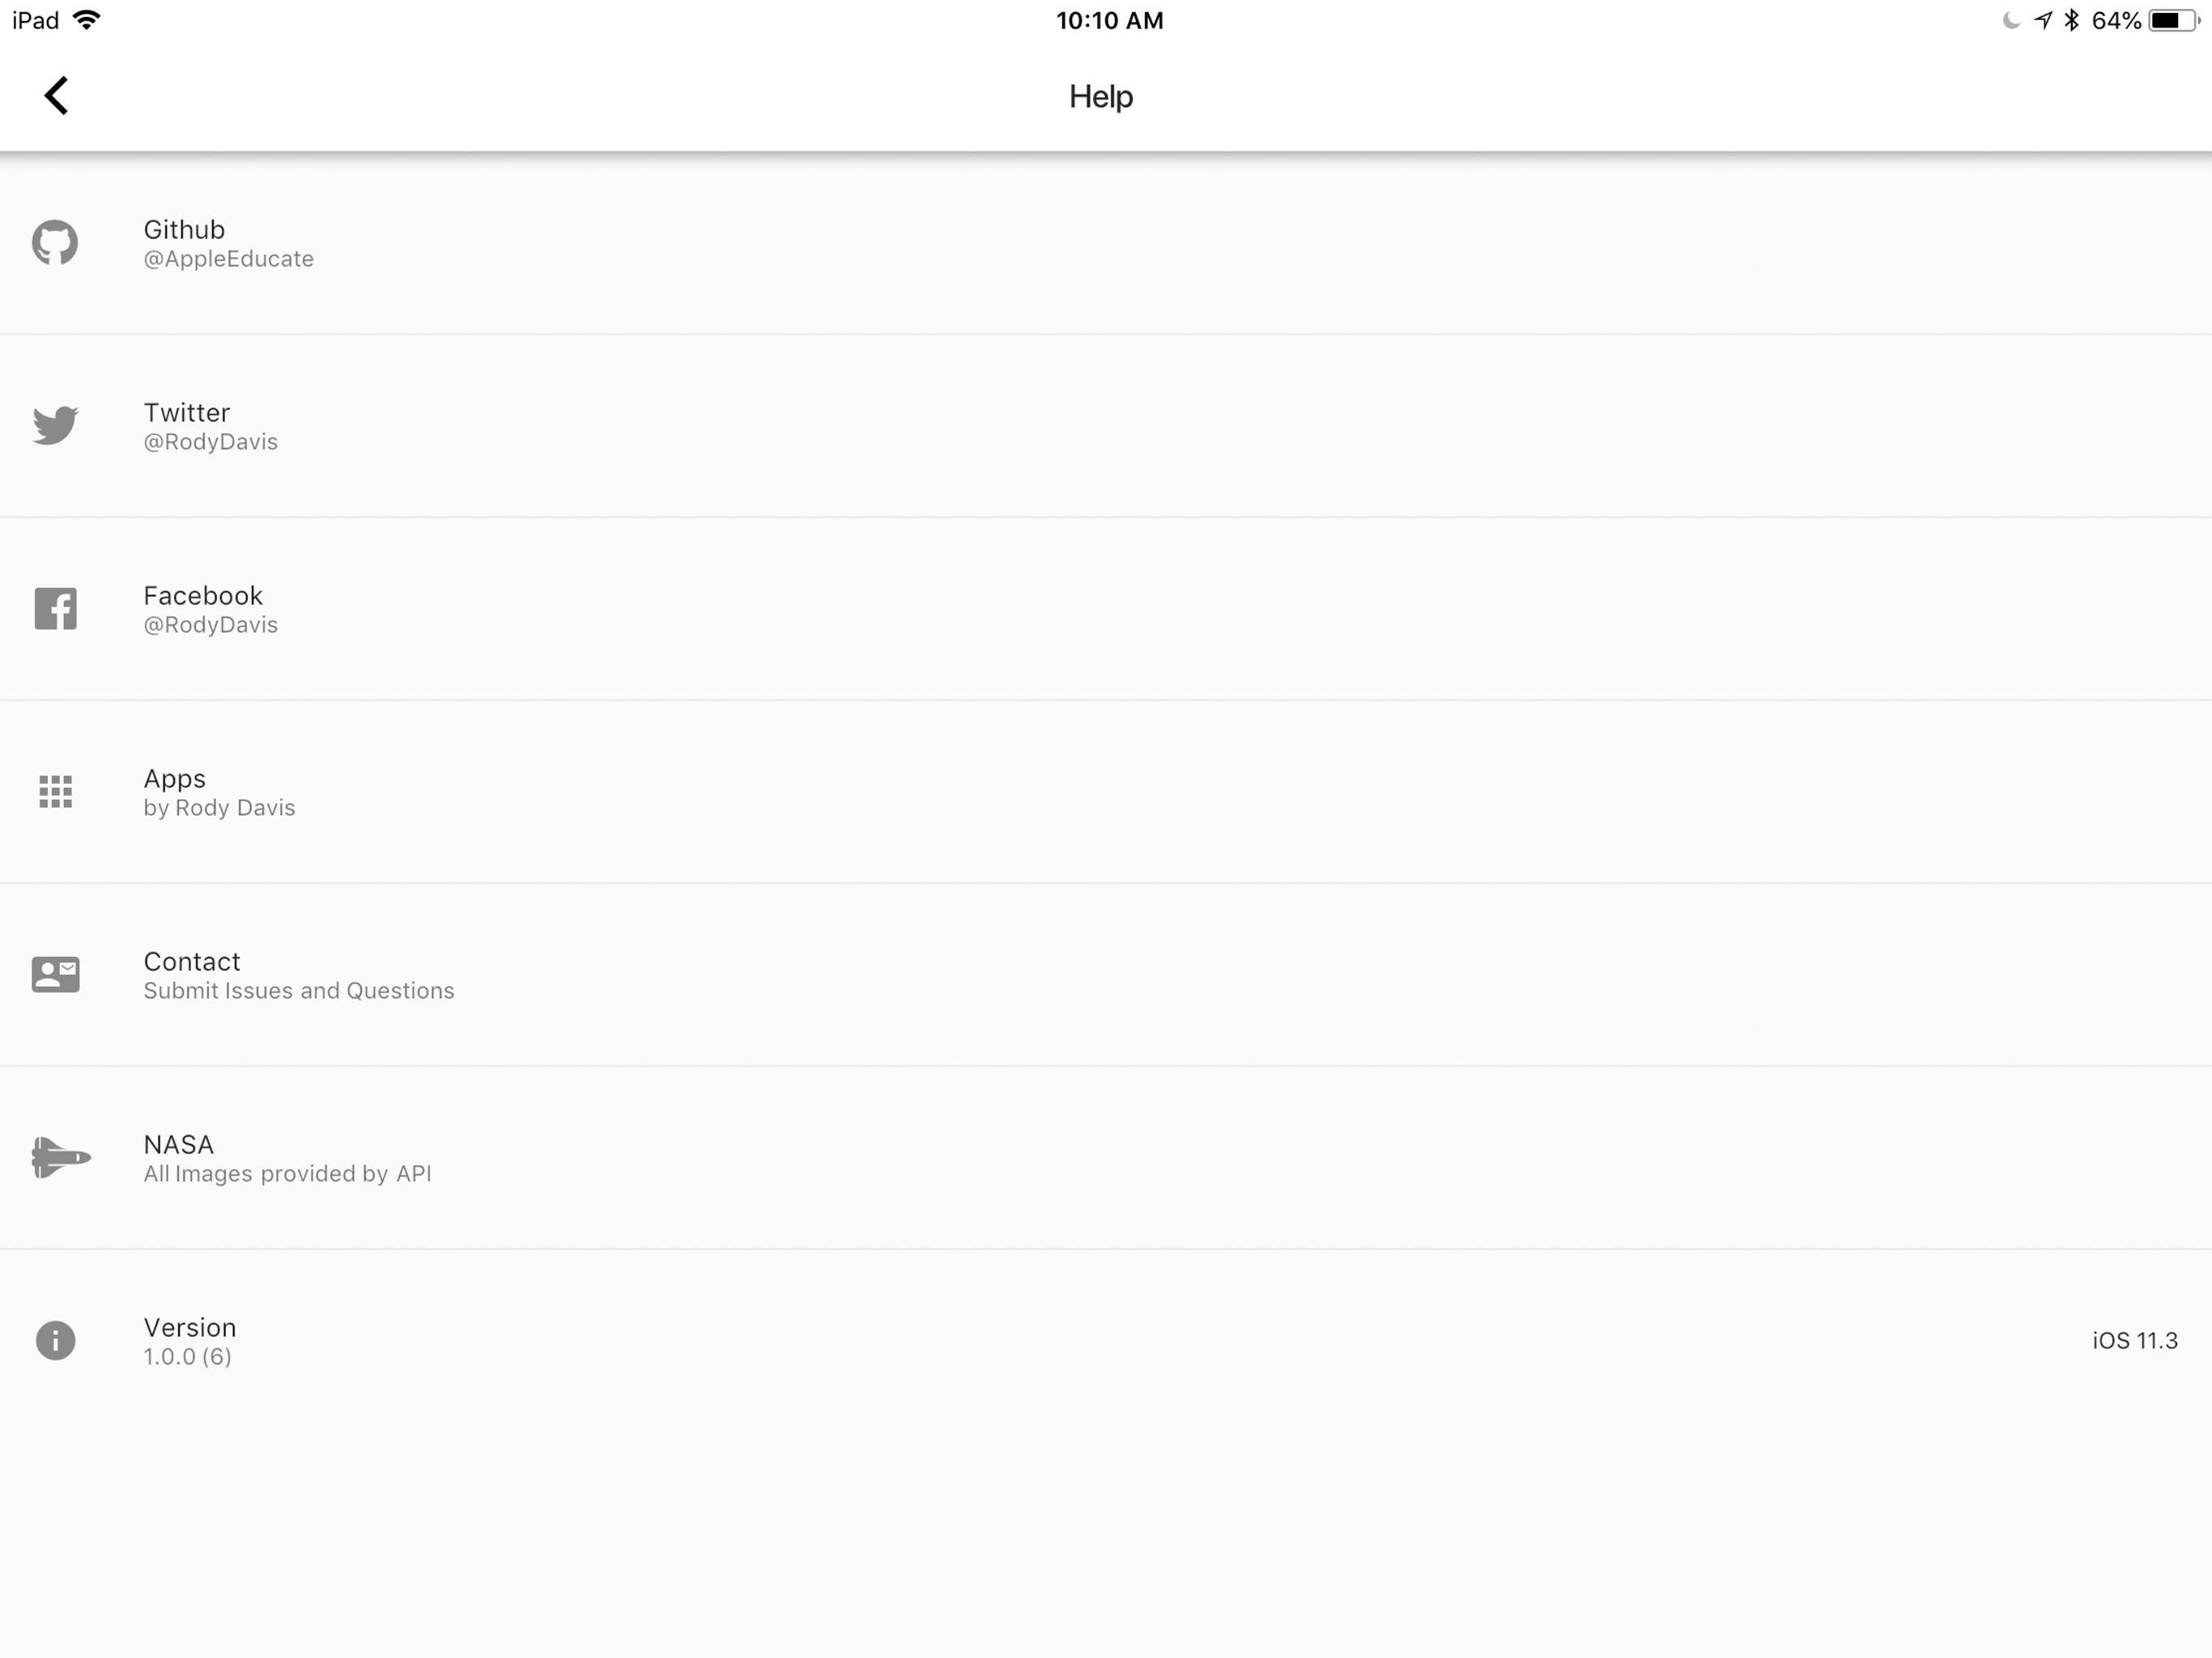 iPad 10:10 AM 64%
Help
Github
@AppleEducate
Twitter
@RodyDavis
Facebook
@RodyDavis
Apps
by Rody Davis
Contact
Submit Issues and Questions
NASA
All Images provided by API
Version
1.0.0 (6)
iOS 11.3